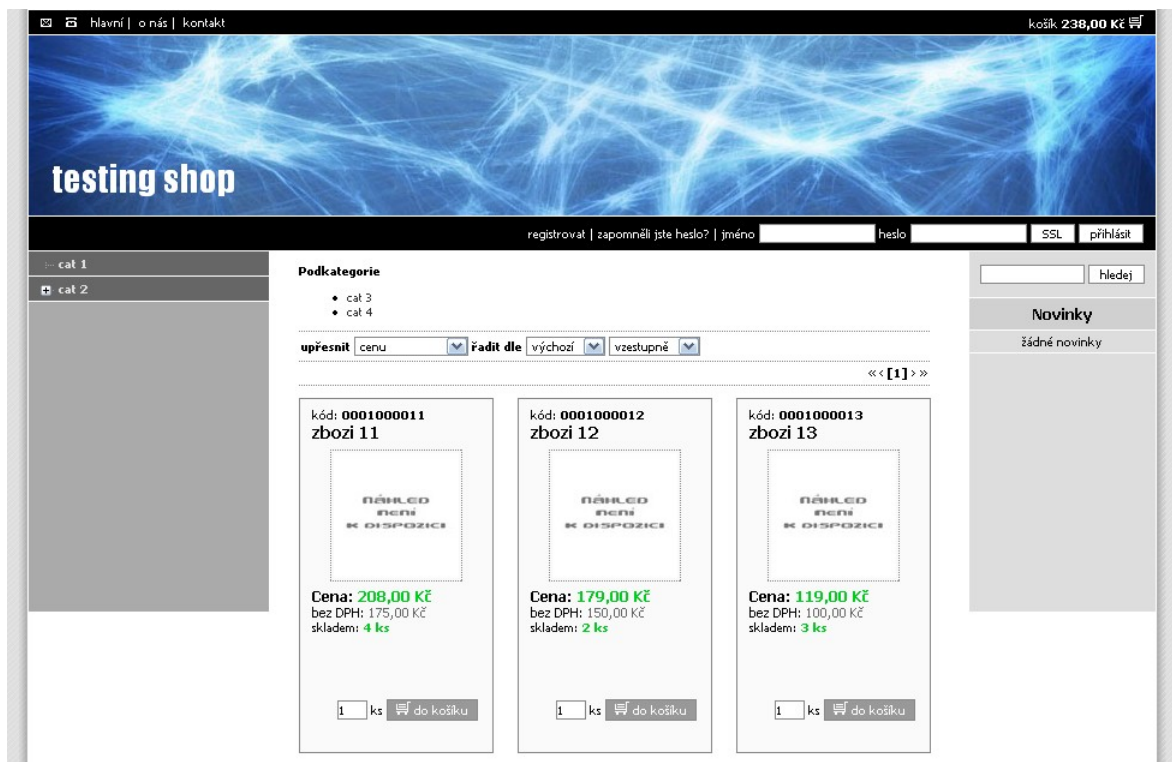 hlavní | o nás | kontakt
košík 238,00 Kč
testing shop
registrovat | zapomněli jste heslo? | jméno heslo SSL přihlásit
cat 1
cat 2
Podkategorie
cat 3
cat 4
upřesnit cenu řadit dle výchozí vzestupně
«‹[1]›»
hledej
Novinky
žádné novinky
kód: 0001000011
zbozi 11
NÁHLED
není
K DISPOZICI
Cena: 208,00 Kč
bez DPH: 175,00 Kč
skladem: 4 ks
1 ks do košíku
kód: 0001000012
zbozi 12
NÁHLED
není
K DISPOZICI
Cena: 179,00 Kč
bez DPH: 150,00 Kč
skladem: 2 ks
1 ks do košíku
kód: 0001000013
zbozi 13
NÁHLED
není
K DISPOZICI
Cena: 119,00 Kč
bez DPH: 100,00 Kč
skladem: 3 ks
1 ks do košíku